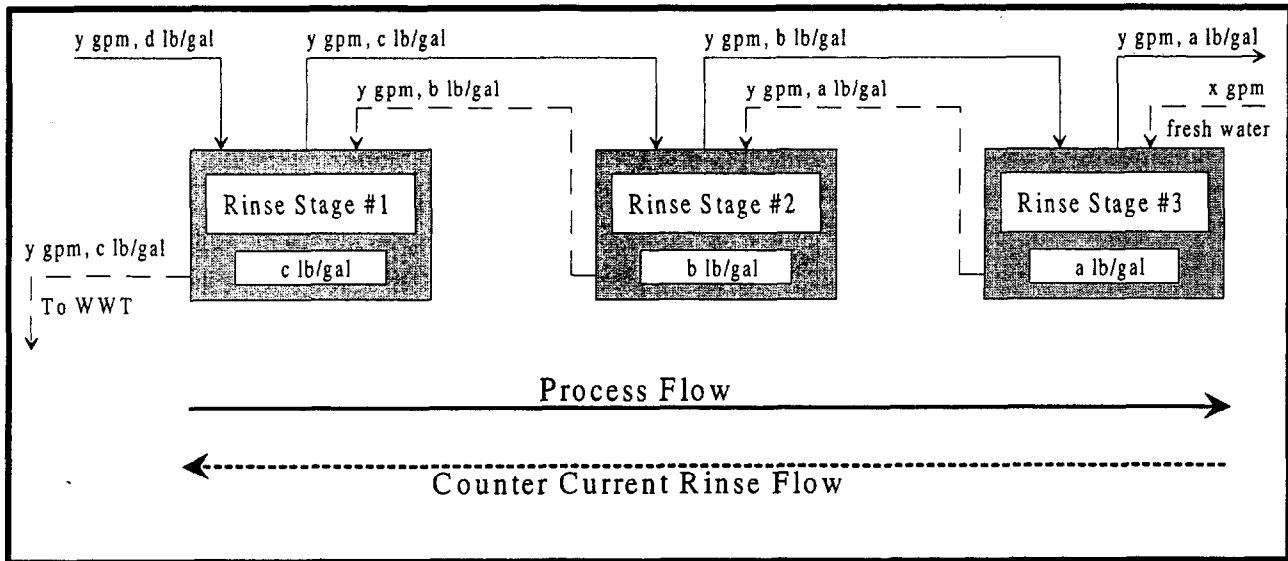 y gpm, d lb/gal
y gpm, c lb/gal
y gpm, b lb/gal
y gpm, a lb/gal
y gpm, b lb/gal
y gpm, a lb/gal
x gpm
fresh water
Rinse Stage #1
Rinse Stage #2
Rinse Stage #3
y gpm, c lb/gal
c lb/gal
b lb/gal
a lb/gal
To WWT
Process Flow
Counter Current Rinse Flow